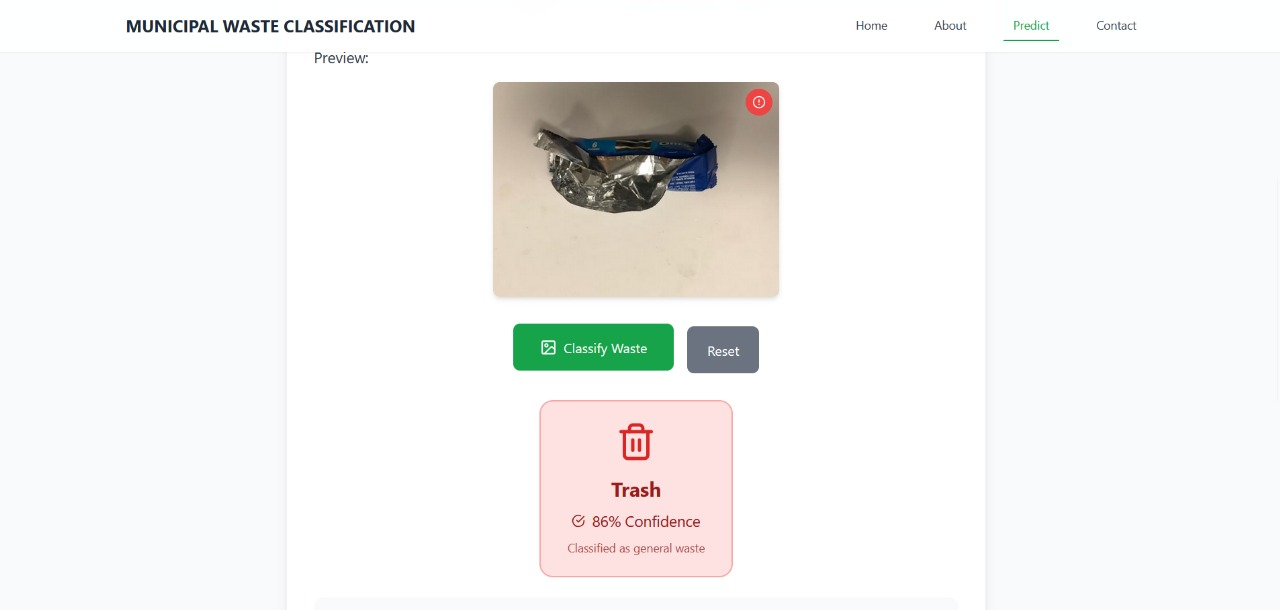 MUNICIPAL WASTE CLASSIFICATION
Home
About
Predict
Contact
Preview:
Classify Waste
Reset
Trash
86% Confidence
Classified as general waste